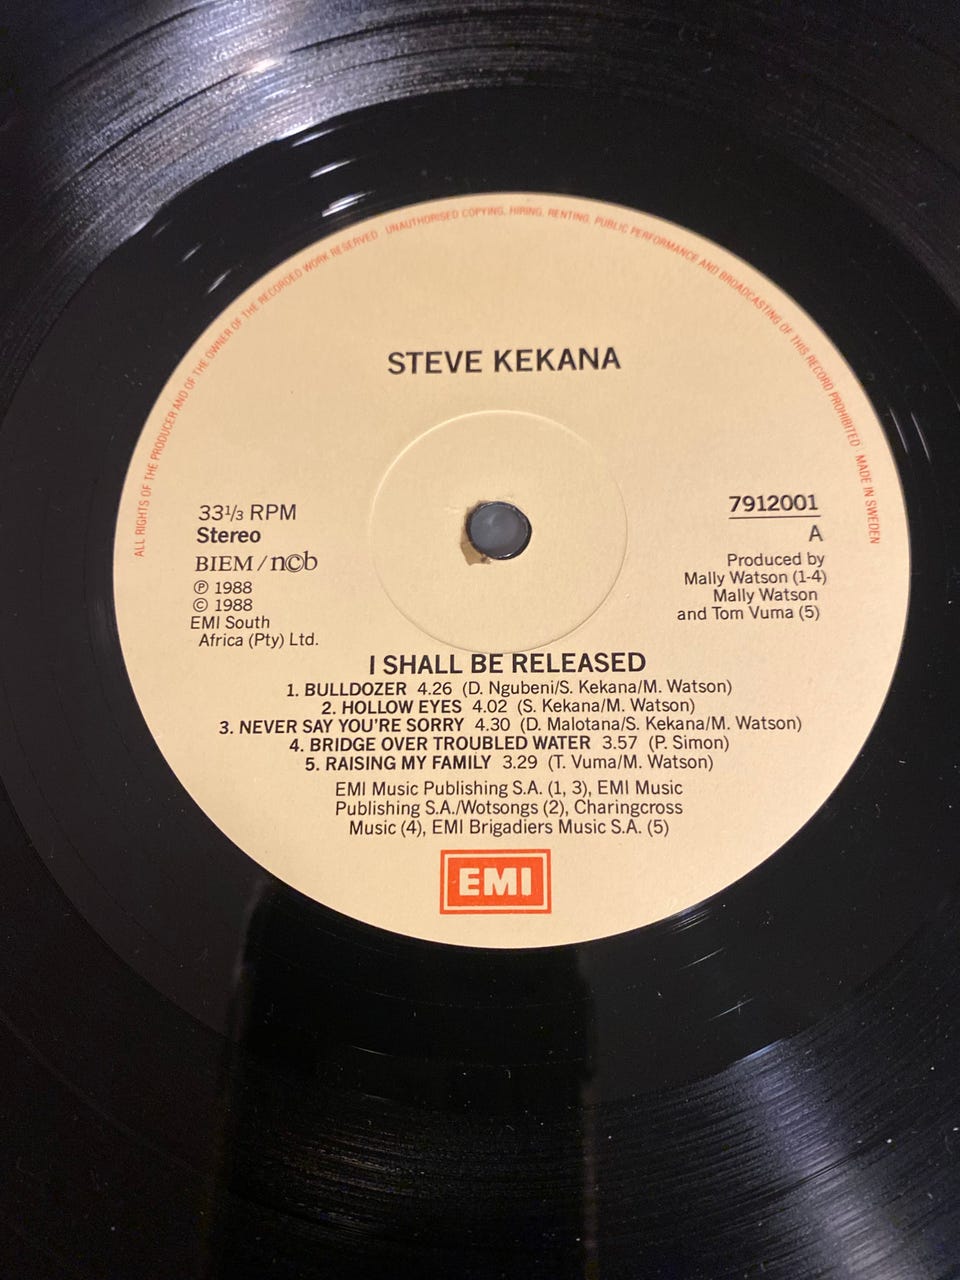 ALL RIGHTS OF THE PRODUCER AND OF THE OWNER OF THE RECORDED WORK RESERVED UNAUTHORISED COPYING, HIRING, RENTING, PUBLIC PERFORMANCE AND BROADCASTING OF THIS RECORD PROHIBITED MADE IN SWEDEN
STEVE KEKANA
33⅓ RPM
Stereo
BIEM/n©b
℗ 1988
© 1988
EMI South
Africa (Pty) Ltd.
7912001
A
Produced by
Mally Watson (1-4)
Mally Watson
and Tom Vuma (5)
I SHALL BE RELEASED
1. BULLDOZER 4.26 (D. Ngubeni/S. Kekana/M. Watson)
2. HOLLOW EYES 4.02 (S. Kekana/M. Watson)
3. NEVER SAY YOU'RE SORRY 4.30 (D. Malotana/S. Kekana/M. Watson)
4. BRIDGE OVER TROUBLED WATER 3.57 (P. Simon)
5. RAISING MY FAMILY 3.29 (T. Vuma/M. Watson)
EMI Music Publishing S.A. (1, 3), EMI Music
Publishing S.A./Wotsongs (2), Charingcross
Music (4), EMI Brigadiers Music S.A. (5)
EMI